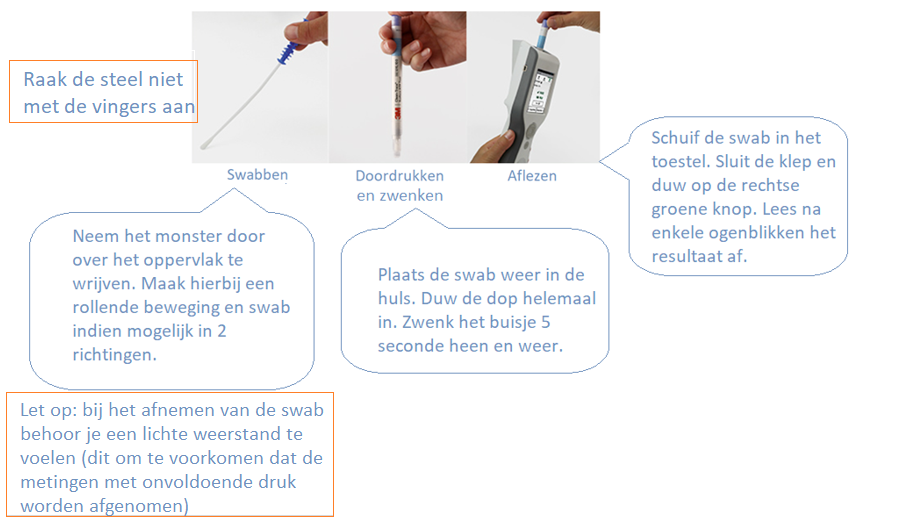 Raak de steel niet
met de vingers aan
3M
Swabben
Doordrukken
en zwenken
Aflezen
Schuif de swab in het
toestel. Sluit de klep en
duw op de rechtse
groene knop. Lees na
enkele ogenblikken het
resultaat af.
Neem het monster door
over het oppervlak te
wrijven. Maak hierbij een
rollende beweging en swab
indien mogelijk in 2
richtingen.
Plaats de swab weer in de
huls. Duw de dop helemaal
in. Zwenk het buisje 5
seconde heen en weer.
Let op: bij het afnemen van de swab
behoor je een lichte weerstand te
voelen (dit om te voorkomen dat de
metingen met onvoldoende druk
worden afgenomen)